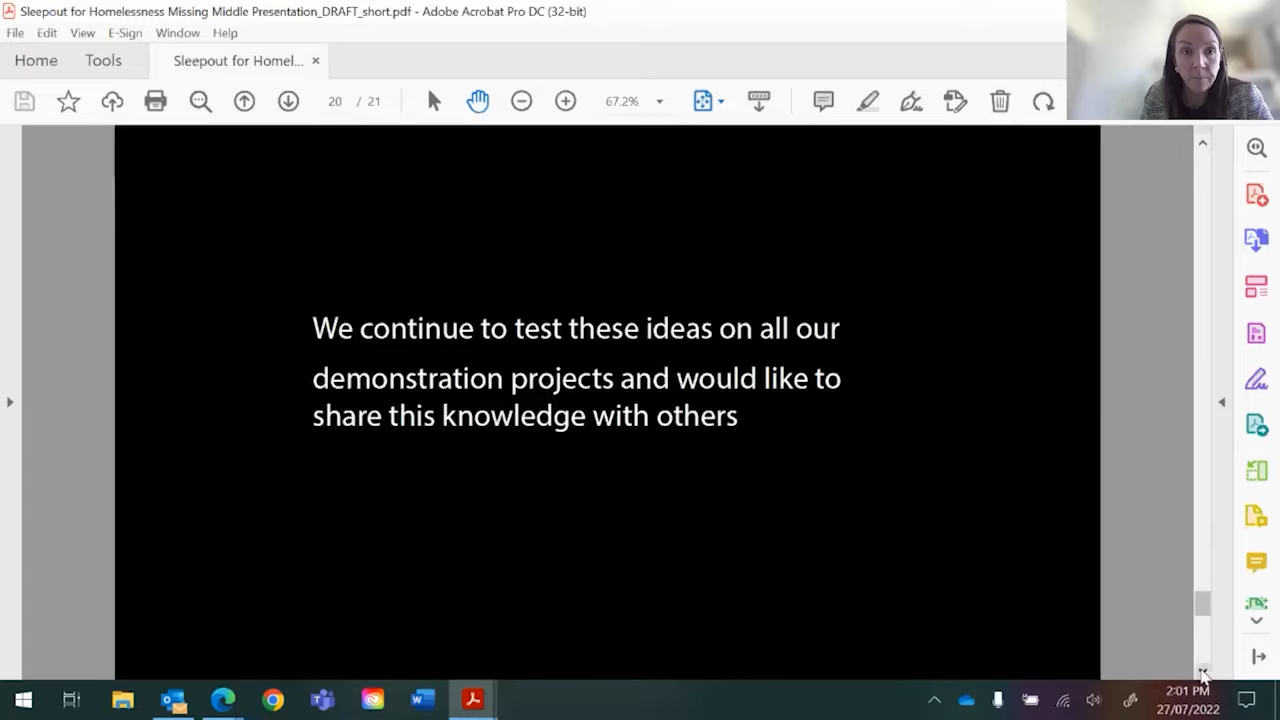 Sleepout for Homelessness Missing Middle Presentation_DRAFT_short.pdf - Adobe Acrobat Pro DC (32-bit)
File Edit View E-Sign Window Help
Home Tools Sleepout for Homel... ×
20 / 21 67.2%
We continue to test these ideas on all our
demonstration projects and would like to
share this knowledge with others
2:01 PM
27/07/2022